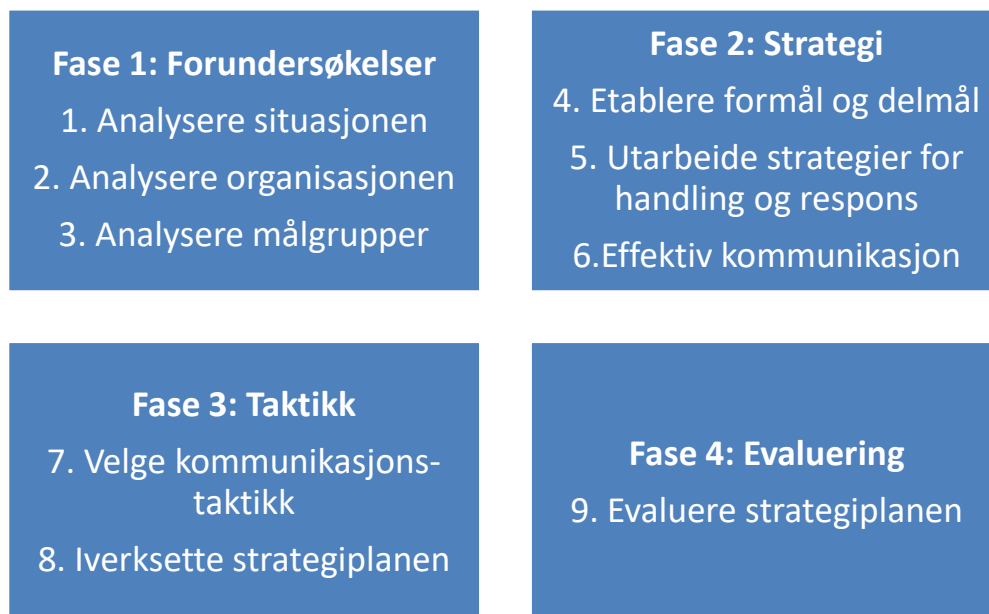 Fase 1: Forundersøkelser
1. Analysere situasjonen
2. Analysere organisasjonen
3. Analysere målgrupper
Fase 2: Strategi
4. Etablere formål og delmål
5. Utarbeide strategier for
handling og respons
6.Effektiv kommunikasjon
Fase 3: Taktikk
7. Velge kommunikasjons-
taktikk
8. Iverksette strategiplanen
Fase 4: Evaluering
9. Evaluere strategiplanen